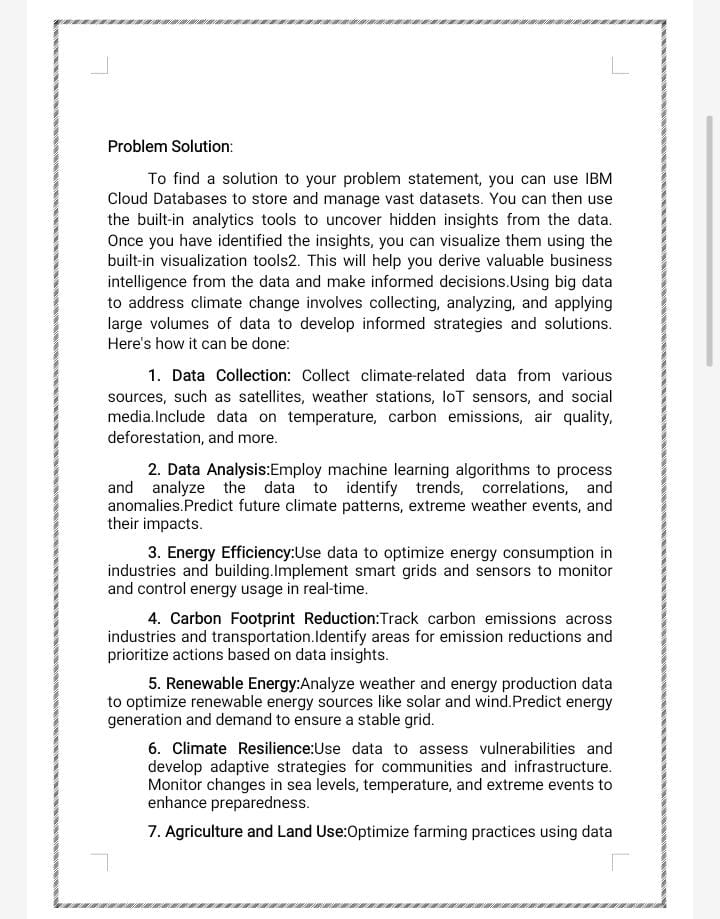 Problem Solution:
To find a solution to your problem statement, you can use IBM
Cloud Databases to store and manage vast datasets. You can then use
the built-in analytics tools to uncover hidden insights from the data.
Once you have identified the insights, you can visualize them using the
built-in visualization tools2. This will help you derive valuable business
intelligence from the data and make informed decisions.Using big data
to address climate change involves collecting, analyzing, and applying
large volumes of data to develop informed strategies and solutions.
Here's how it can be done:
1. Data Collection: Collect climate-related data from various
sources, such as satellites, weather stations, IoT sensors, and social
media.Include data on temperature, carbon emissions, air quality,
deforestation, and more.
2. Data Analysis:Employ machine learning algorithms to process
and analyze the data to identify trends, correlations, and
anomalies.Predict future climate patterns, extreme weather events, and
their impacts.
3. Energy Efficiency:Use data to optimize energy consumption in
industries and building.Implement smart grids and sensors to monitor
and control energy usage in real-time.
4. Carbon Footprint Reduction:Track carbon emissions across
industries and transportation.Identify areas for emission reductions and
prioritize actions based on data insights.
5. Renewable Energy:Analyze weather and energy production data
to optimize renewable energy sources like solar and wind.Predict energy
generation and demand to ensure a stable grid.
6. Climate Resilience:Use data to assess vulnerabilities and
develop adaptive strategies for communities and infrastructure.
Monitor changes in sea levels, temperature, and extreme events to
enhance preparedness.
7. Agriculture and Land Use:Optimize farming practices using data